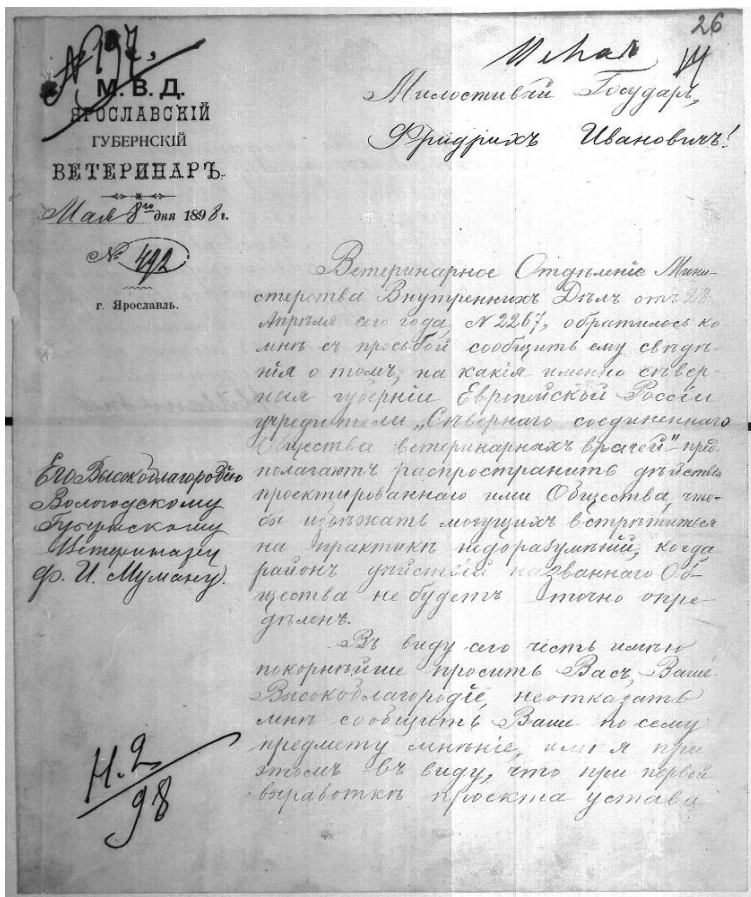 26
№ 197,
М. В. Д.
ЯРОСЛАВСКІЙ
ГУБЕРНСКІЙ
ВЕТЕРИНАРЪ.
Мая 8го дня 1898 г.
№ 492
г. Ярославль.
Милостивый Государь,
Фридрихъ Ивановичъ!
Ветеринарное Отдѣленіе Мини-
стерства Внутреннихъ Дѣлъ отъ 28
Апрѣля сего года, № 2267, обратилось ко
мнѣ съ просьбой сообщить ему свѣдѣ-
нія о томъ, на какія именно сѣвер-
ныя губерніи Европейской Россіи
учредители „Сѣвернаго соединеннаго
Общества ветеринарныхъ врачей" пред-
полагаютъ распространить дѣйствія
проектированнаго ими Общества, что-
бы избѣжать могущихъ встрѣтиться
на практикѣ недоразумѣній, когда
районъ дѣйствій названнаго Об-
щества не будетъ точно опре-
дѣленъ.
Въ виду сего честь имѣю
покорнѣйше просить Васъ, Ваше
Высокоблагородіе, неотказать
мнѣ сообщить Ваше по сему
предмету мнѣніе, имѣя при
этомъ въ виду, что при первой
выработкѣ проекта устава
Его Высокоблагородію
Вологодскому
Губернскому
Ветеринару
Ф. И. Муману.
Н. 2
98